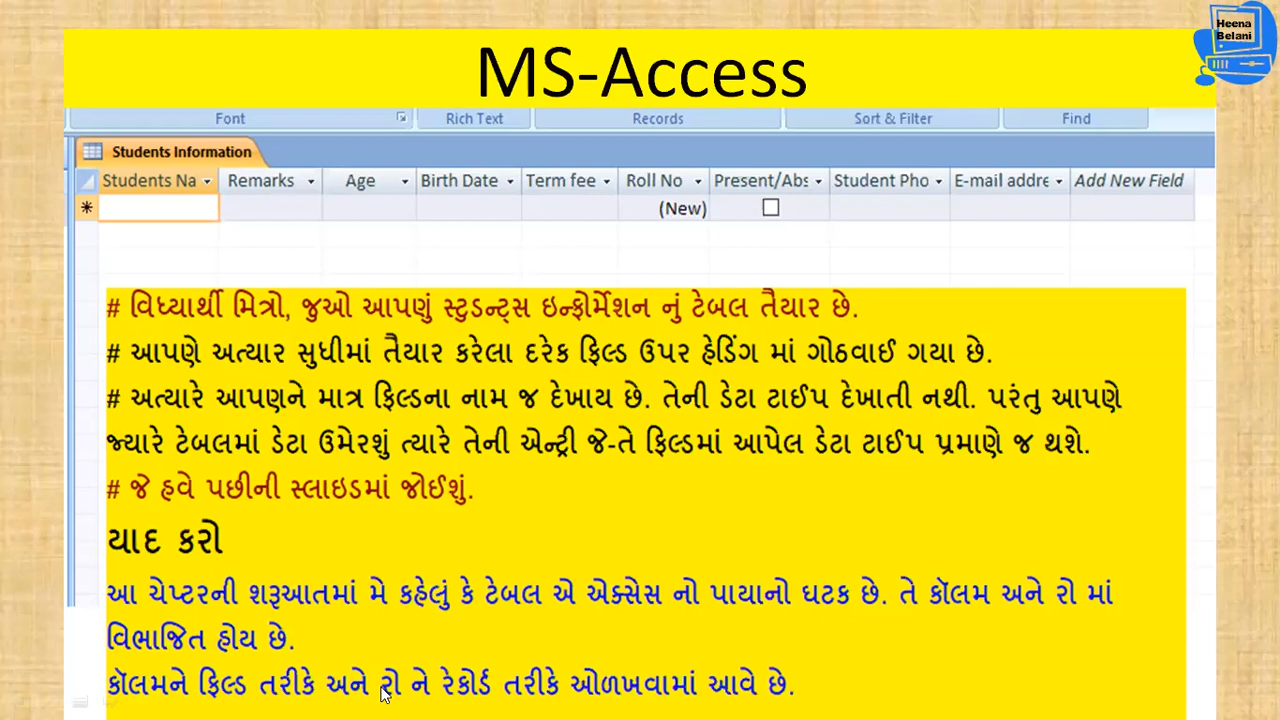 Heena
Belani
MS-Access
Font Rich Text Records Sort & Filter Find
Students Information
Students Na Remarks Age Birth Date Term fee Roll No Present/Abs Student Pho E-mail addre Add New Field
(New)
# વિધ્યાર્થી મિત્રો, જુઓ આપણું સ્ટુડન્ટ્સ ઇન્ફોર્મેશન નું ટેબલ તૈયાર છે.
# આપણે અત્યાર સુધીમાં તૈયાર કરેલા દરેક ફિલ્ડ ઉપર હેડિંગ માં ગોઠવાઈ ગયા છે.
# અત્યારે આપણને માત્ર ફિલ્ડના નામ જ દેખાય છે. તેની ડેટા ટાઈપ દેખાતી નથી. પરંતુ આપણે
જ્યારે ટેબલમાં ડેટા ઉમેરશું ત્યારે તેની એન્ટ્રી જે-તે ફિલ્ડમાં આપેલ ડેટા ટાઈપ પ્રમાણે જ થશે.
# જે હવે પછીની સ્લાઇડમાં જોઈશું.
યાદ કરો
આ ચેપ્ટરની શરૂઆતમાં મે કહેલું કે ટેબલ એ એક્સેસ નો પાયાનો ઘટક છે. તે કૉલમ અને રો માં
વિભાજિત હોય છે.
કૉલમને ફિલ્ડ તરીકે અને રો ને રેકોર્ડ તરીકે ઓળખવામાં આવે છે.